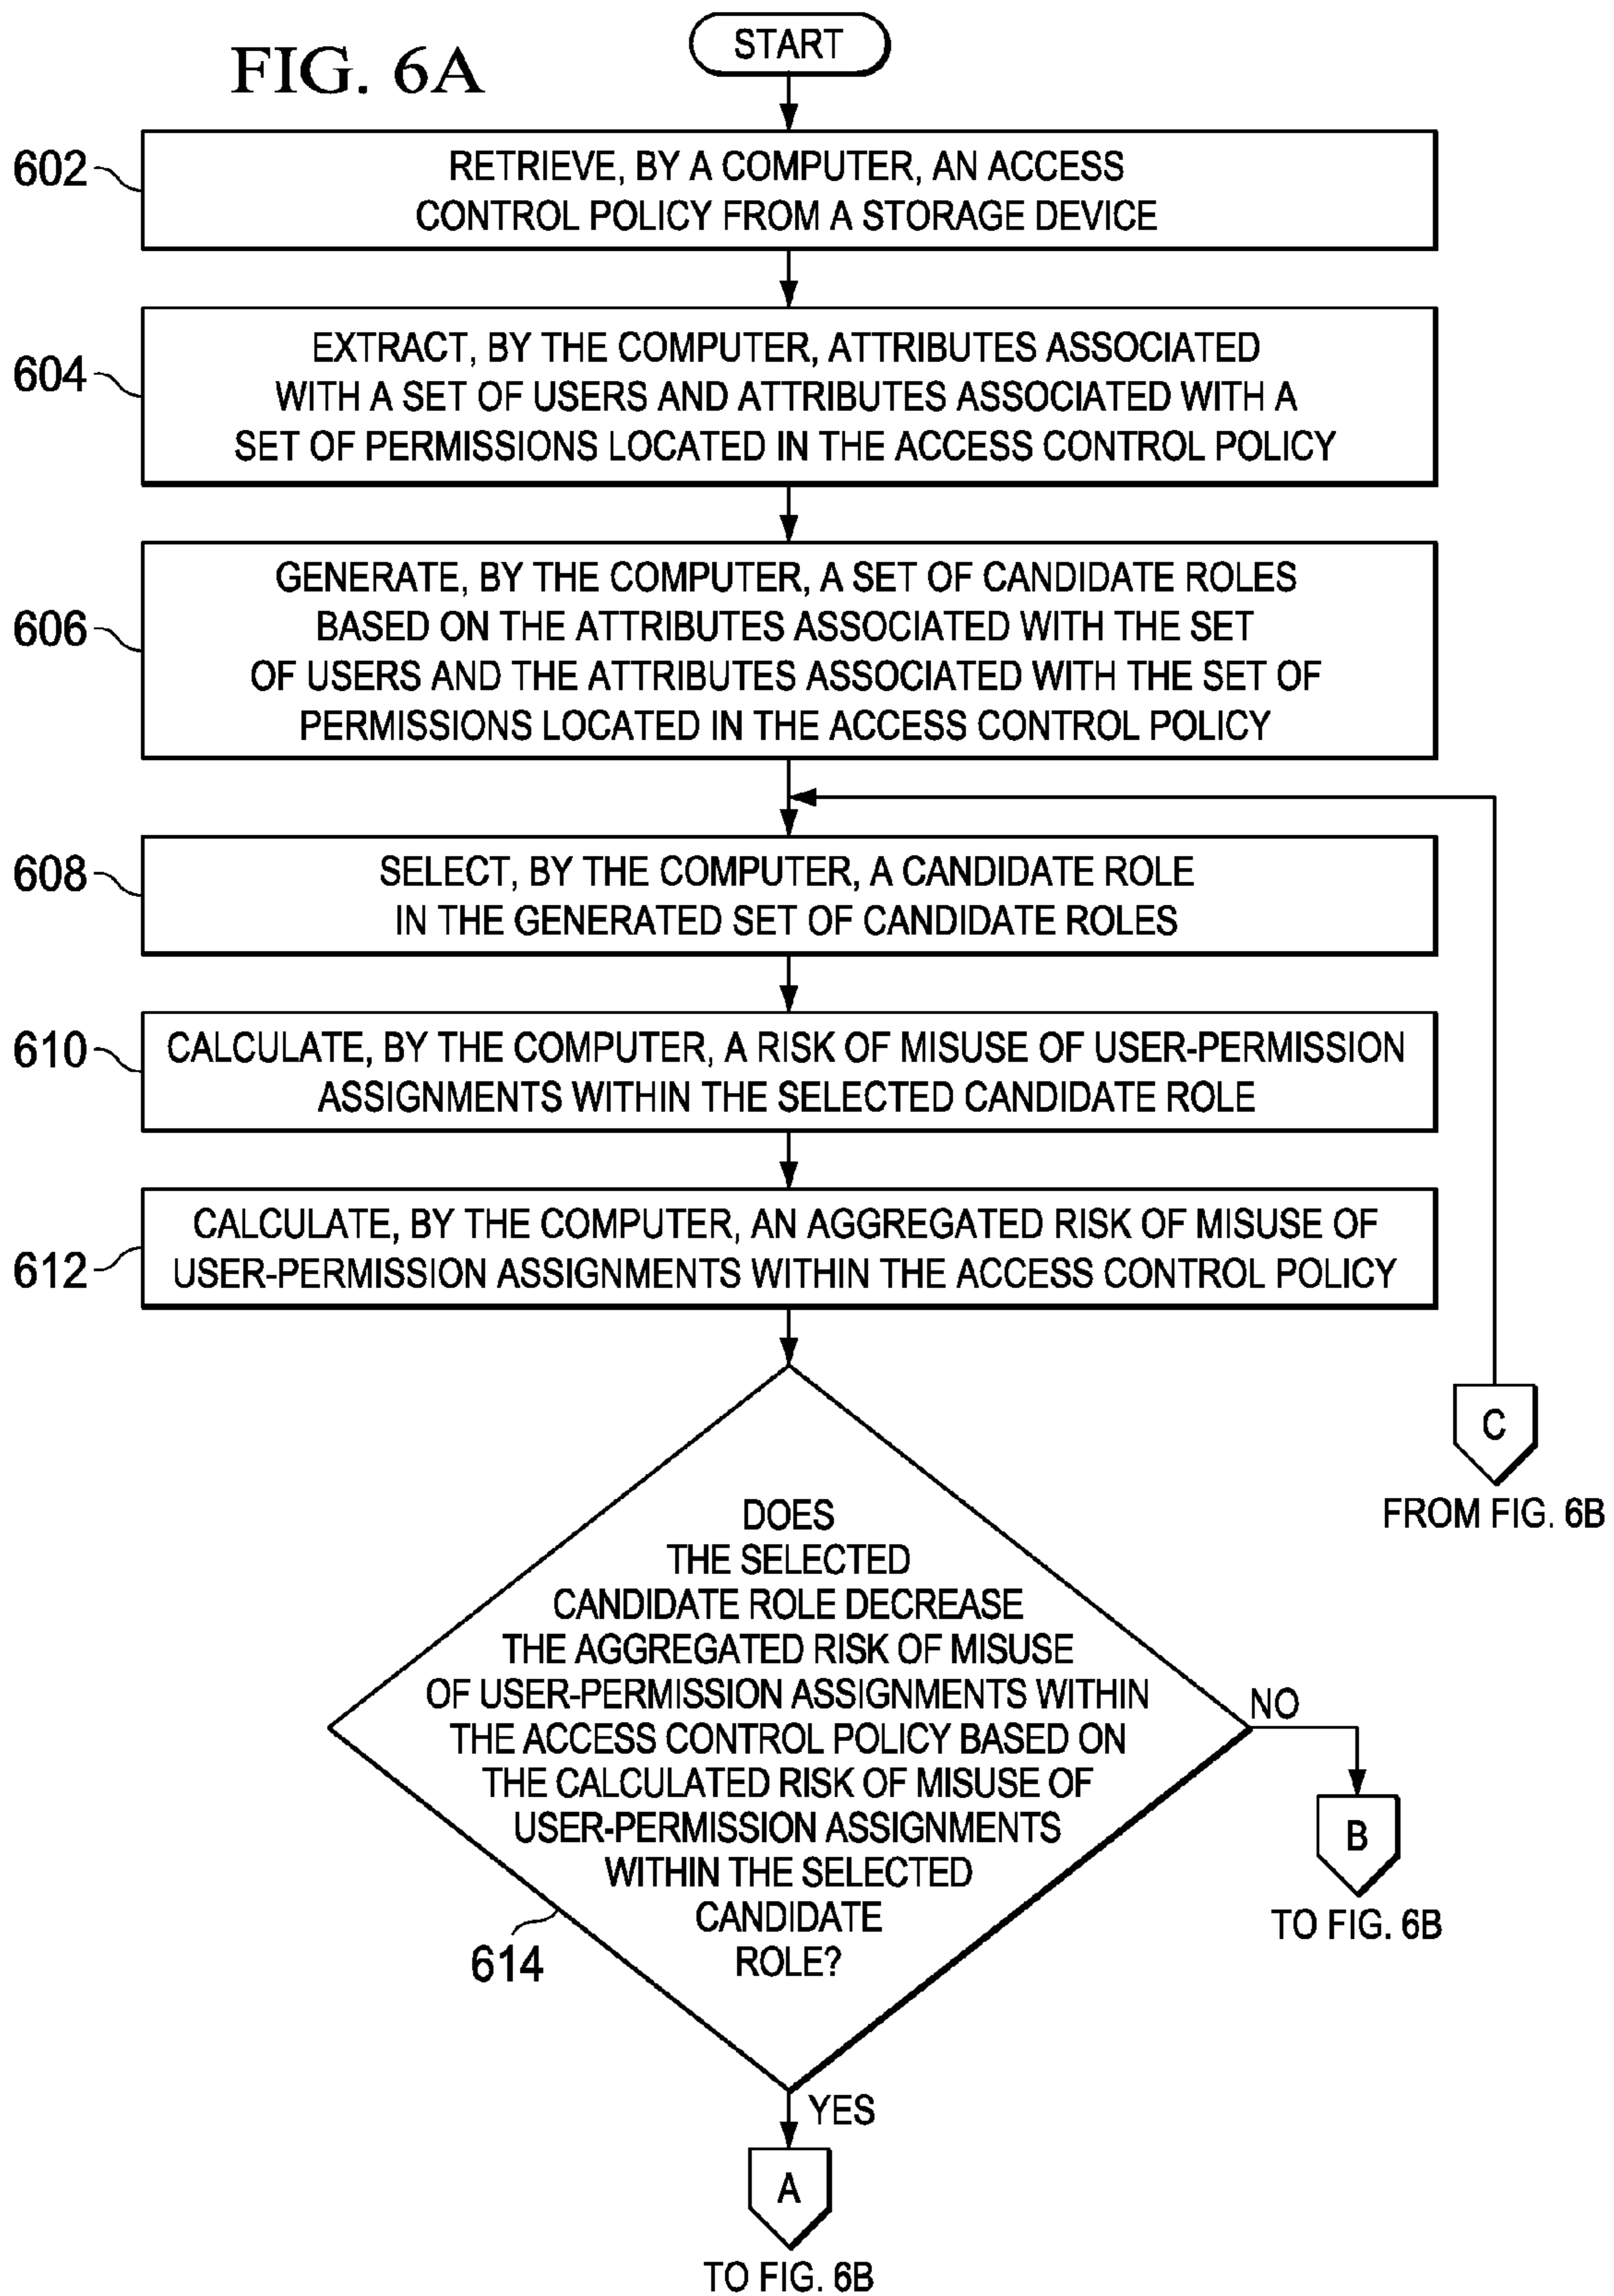 FIG. 6A
START
602
RETRIEVE, BY A COMPUTER, AN ACCESS
CONTROL POLICY FROM A STORAGE DEVICE
604
EXTRACT, BY THE COMPUTER, ATTRIBUTES ASSOCIATED
WITH A SET OF USERS AND ATTRIBUTES ASSOCIATED WITH A
SET OF PERMISSIONS LOCATED IN THE ACCESS CONTROL POLICY
606
GENERATE, BY THE COMPUTER, A SET OF CANDIDATE ROLES
BASED ON THE ATTRIBUTES ASSOCIATED WITH THE SET
OF USERS AND THE ATTRIBUTES ASSOCIATED WITH THE SET OF
PERMISSIONS LOCATED IN THE ACCESS CONTROL POLICY
608
SELECT, BY THE COMPUTER, A CANDIDATE ROLE
IN THE GENERATED SET OF CANDIDATE ROLES
610
CALCULATE, BY THE COMPUTER, A RISK OF MISUSE OF USER-PERMISSION
ASSIGNMENTS WITHIN THE SELECTED CANDIDATE ROLE
612
CALCULATE, BY THE COMPUTER, AN AGGREGATED RISK OF MISUSE OF
USER-PERMISSION ASSIGNMENTS WITHIN THE ACCESS CONTROL POLICY
C
FROM FIG. 6B
DOES
THE SELECTED
CANDIDATE ROLE DECREASE
THE AGGREGATED RISK OF MISUSE
OF USER-PERMISSION ASSIGNMENTS WITHIN
THE ACCESS CONTROL POLICY BASED ON
THE CALCULATED RISK OF MISUSE OF
USER-PERMISSION ASSIGNMENTS
WITHIN THE SELECTED
CANDIDATE
ROLE?
614
NO
B
TO FIG. 6B
YES
A
TO FIG. 6B